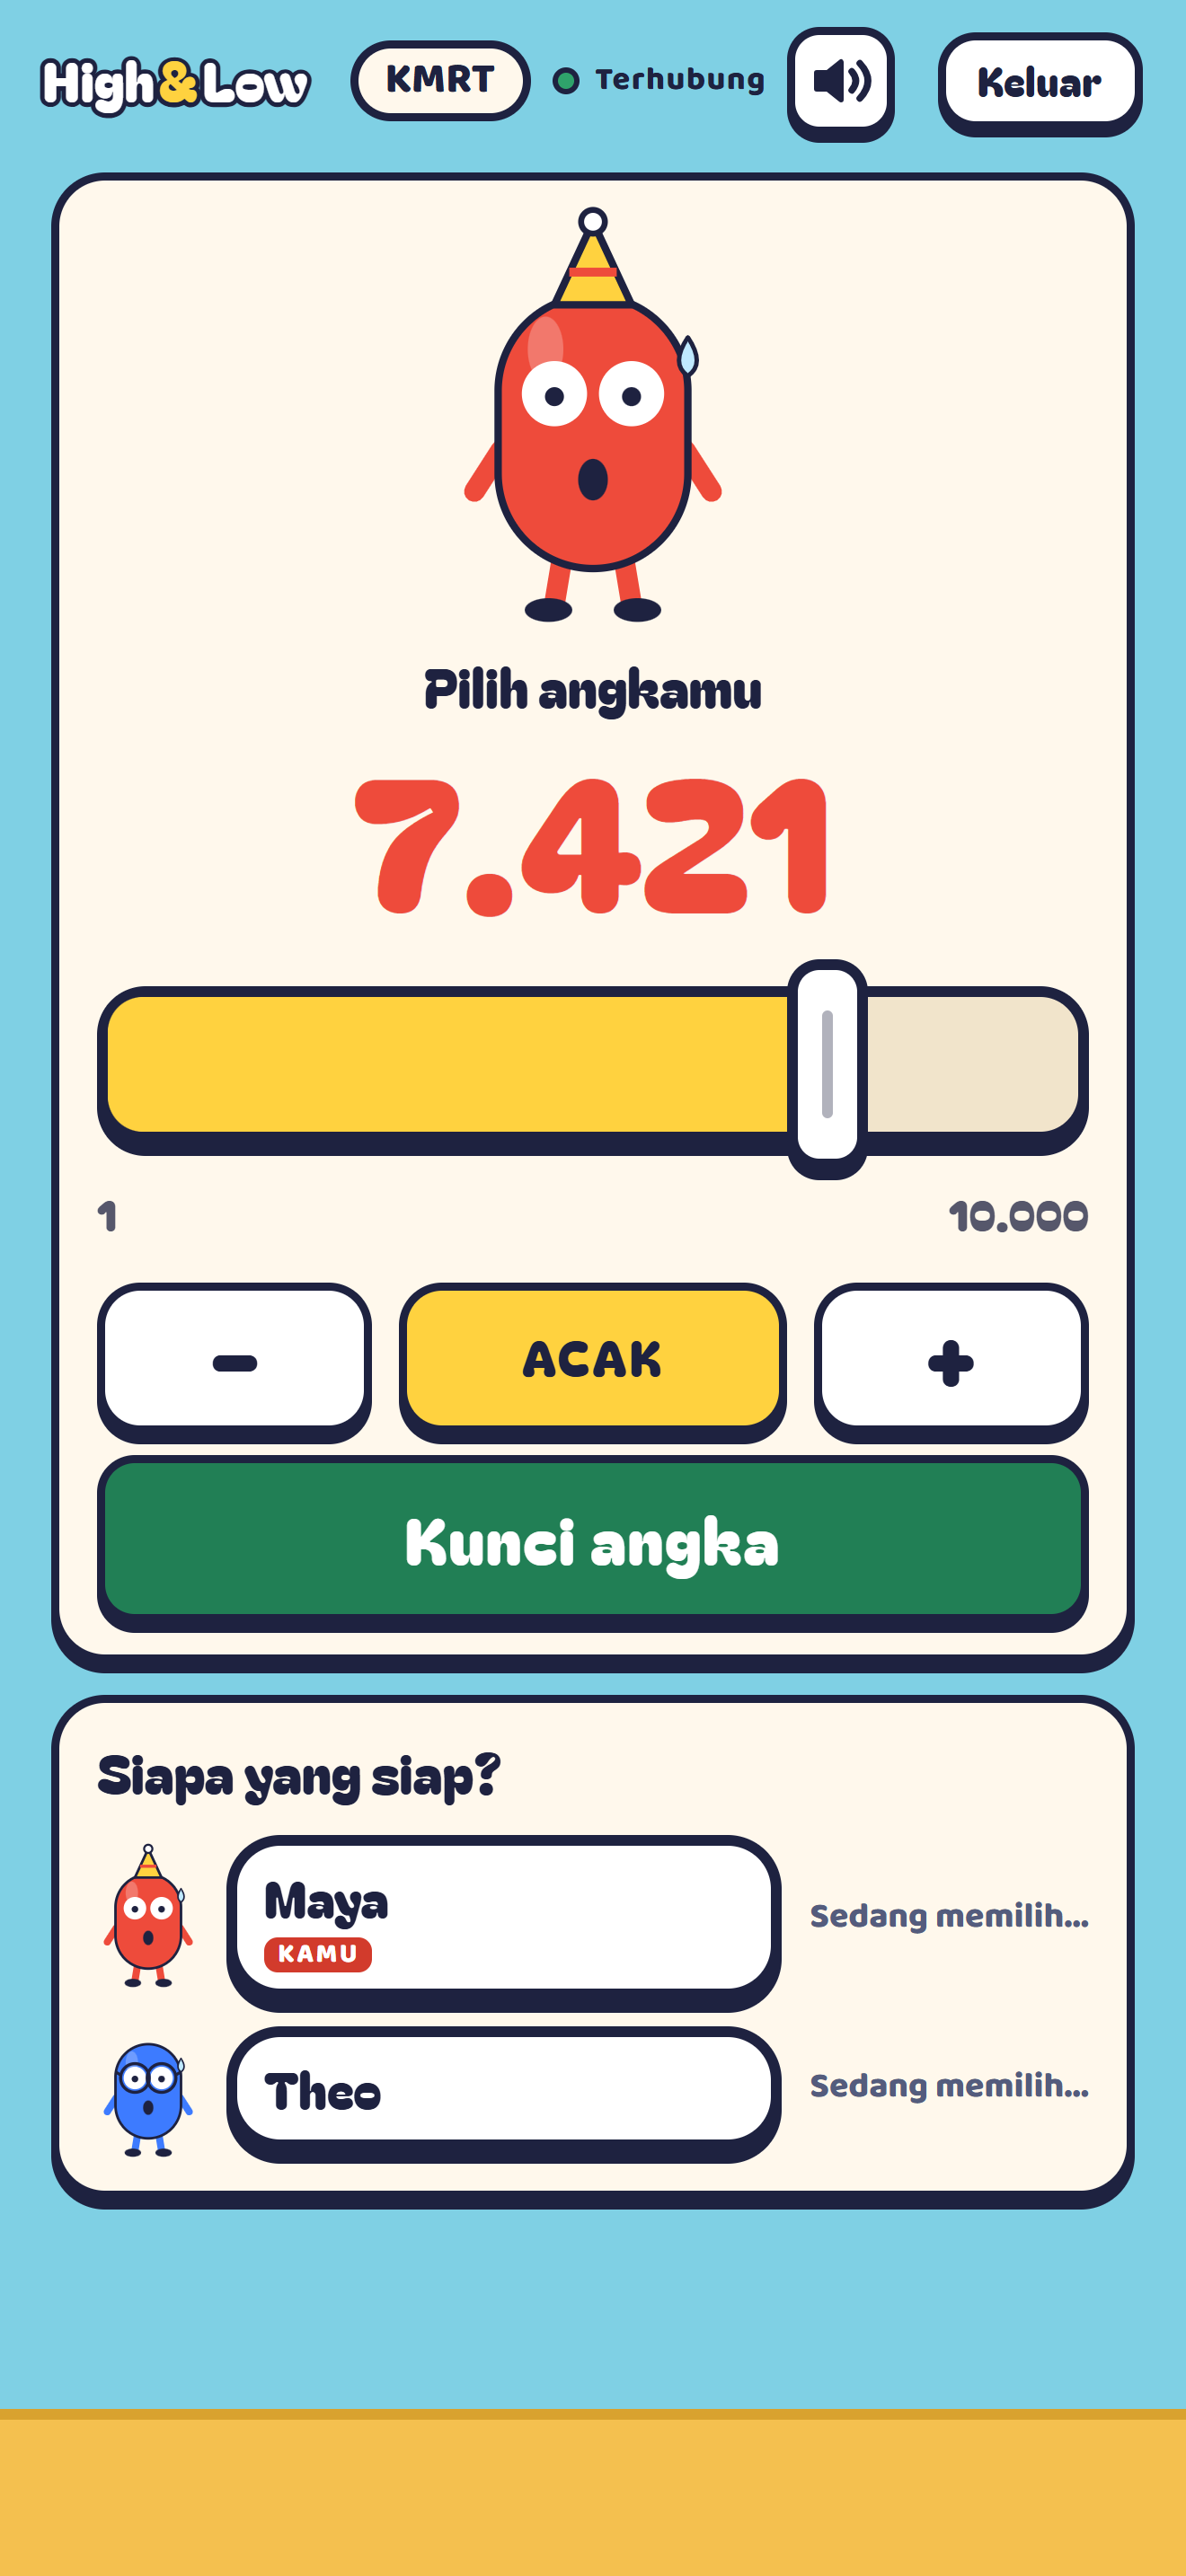 High&Low KMRT Terhubung Keluar
Pilih angkamu
7.421
1 10.000
− ACAK +
Kunci angka
Siapa yang siap?
Maya
KAMU
Sedang memilih...
Theo
Sedang memilih...